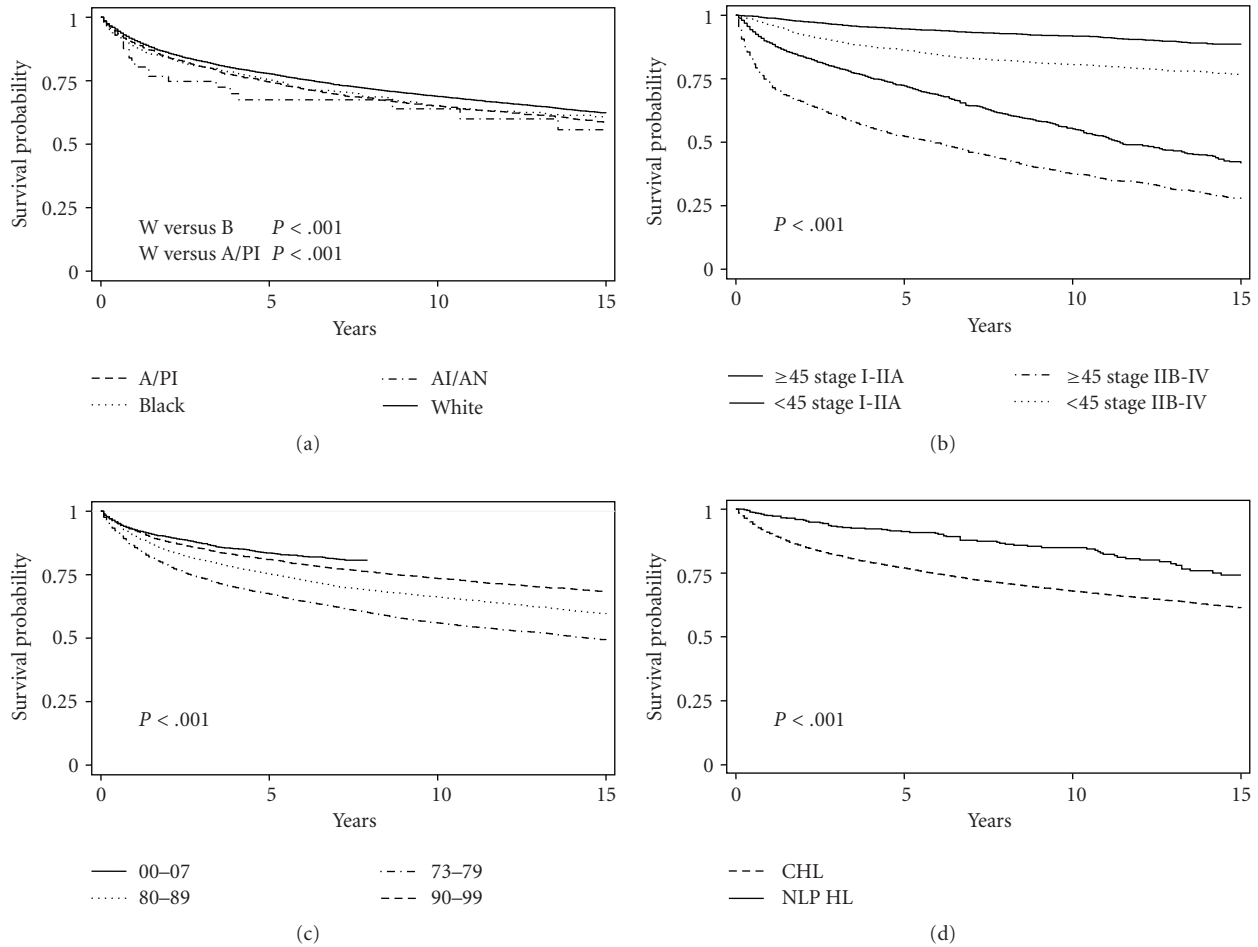 1
0.75
0.5
0.25
0
Survival probability
W versus B P < .001
W versus A/PI P < .001
0 5 10 15
Years
A/PI AI/AN
Black White
(a)
1
0.75
0.5
0.25
0
Survival probability
P < .001
0 5 10 15
Years
≥45 stage I-IIA ≥45 stage IIB-IV
<45 stage I-IIA <45 stage IIB-IV
(b)
1
0.75
0.5
0.25
0
Survival probability
P < .001
0 5 10 15
Years
00–07 73–79
80–89 90–99
(c)
1
0.75
0.5
0.25
0
Survival probability
P < .001
0 5 10 15
Years
CHL
NLP HL
(d)